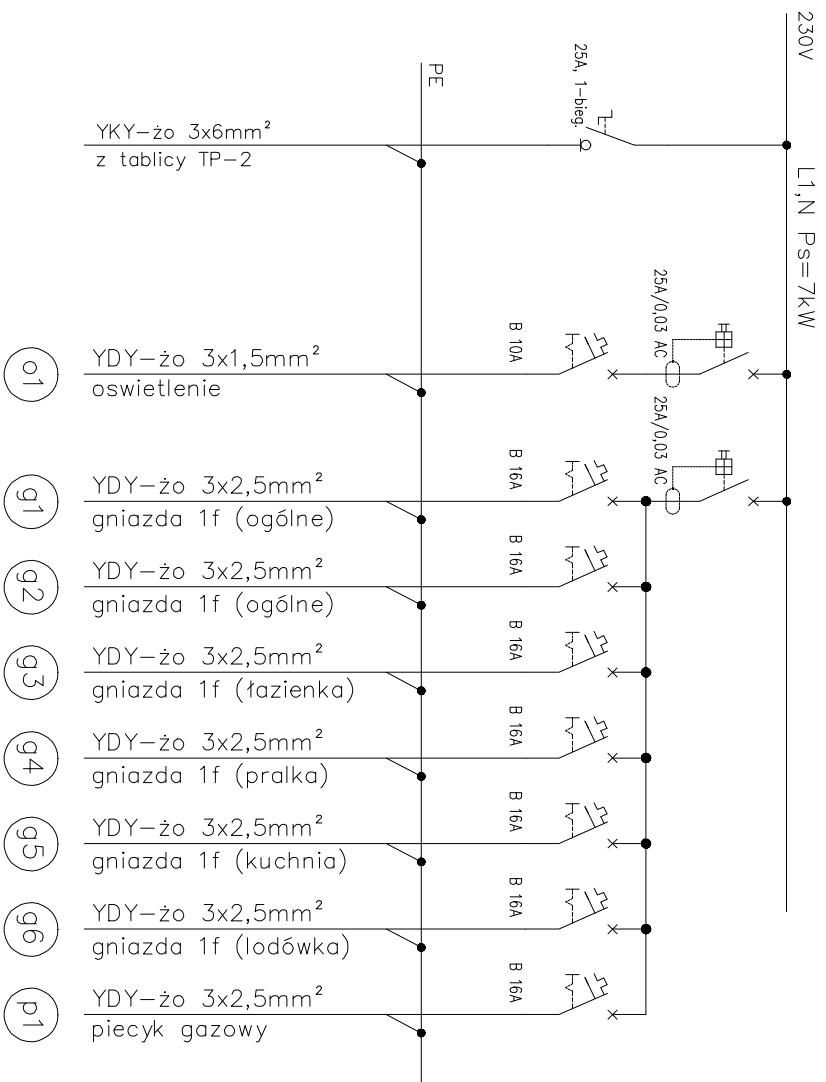 230V
L1,N Ps=7kW
PE
25A, 1-bieg.
YKY-żo 3x6mm²
z tablicy TP-2
25A/0,03 AC
B 10A
YDY-żo 3x1,5mm²
oswietlenie
o1
25A/0,03 AC
B 16A
YDY-żo 3x2,5mm²
gniazda 1f (ogólne)
g1
B 16A
YDY-żo 3x2,5mm²
gniazda 1f (ogólne)
g2
B 16A
YDY-żo 3x2,5mm²
gniazda 1f (łazienka)
g3
B 16A
YDY-żo 3x2,5mm²
gniazda 1f (pralka)
g4
B 16A
YDY-żo 3x2,5mm²
gniazda 1f (kuchnia)
g5
B 16A
YDY-żo 3x2,5mm²
gniazda 1f (lodówka)
g6
B 16A
YDY-żo 3x2,5mm²
piecyk gazowy
p1